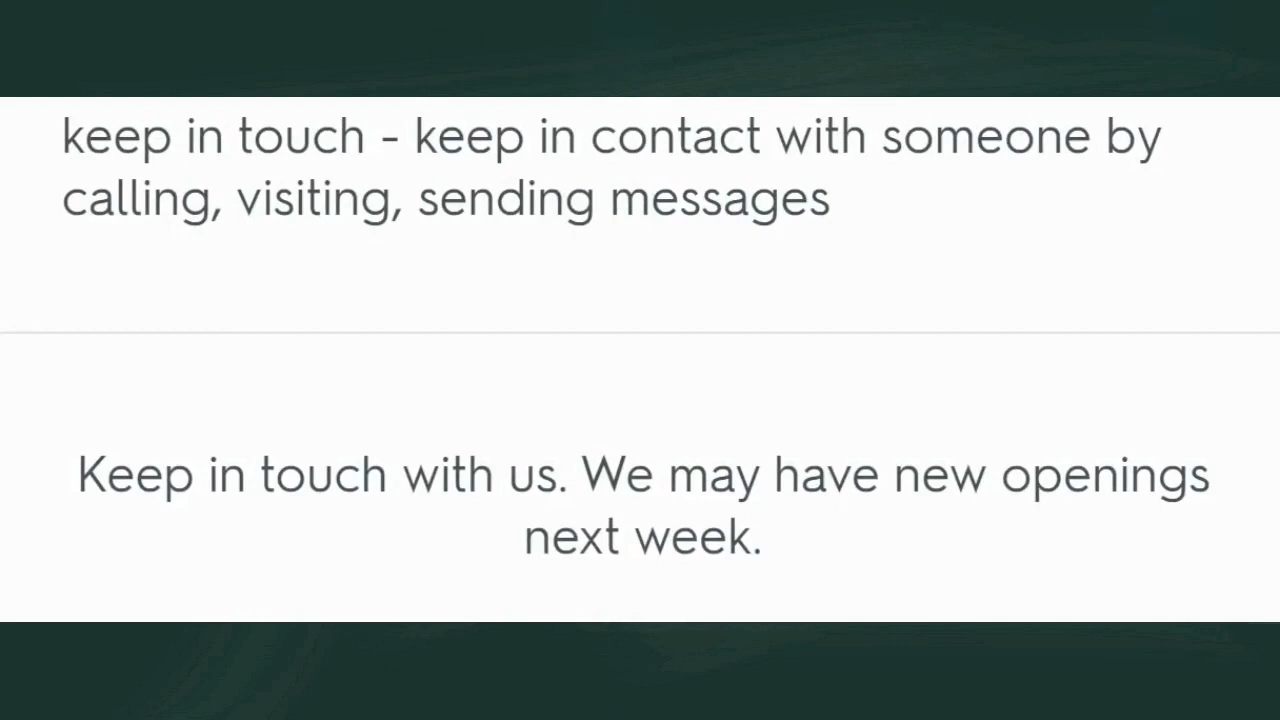 keep in touch - keep in contact with someone by
calling, visiting, sending messages
Keep in touch with us. We may have new openings
next week.